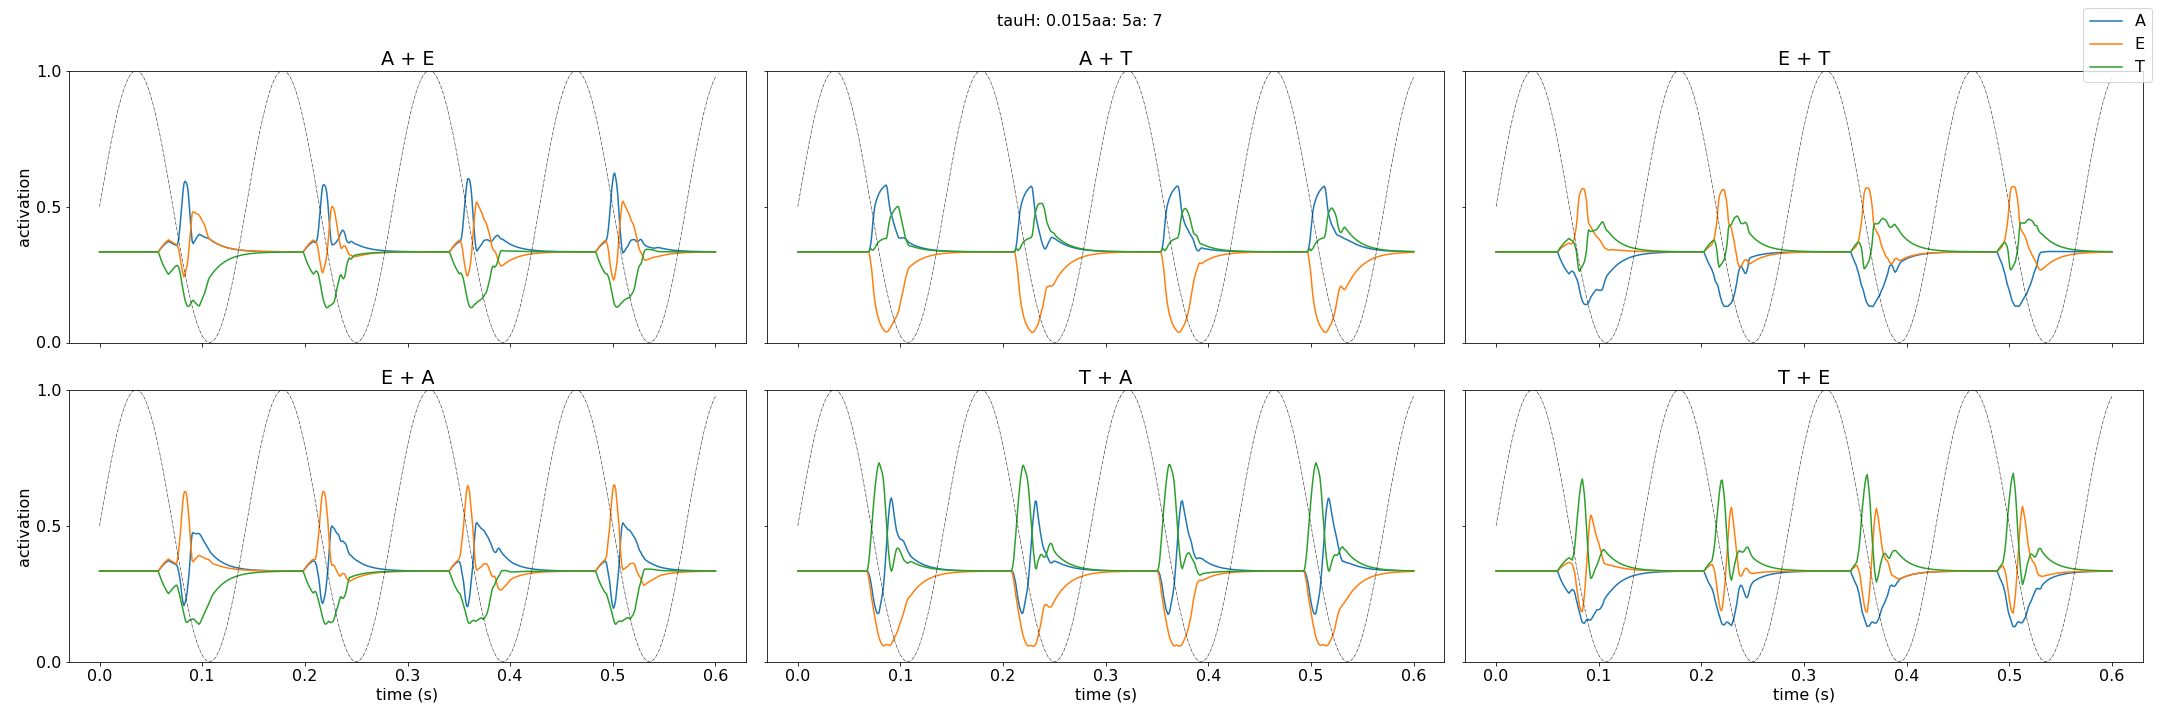 tauH: 0.015aa: 5a: 7
A
E
T
A + E
A + T
E + T
1.0
0.5
0.0
activation
E + A
T + A
T + E
1.0
0.5
0.0
activation
0.0 0.1 0.2 0.3 0.4 0.5 0.6
0.0 0.1 0.2 0.3 0.4 0.5 0.6
0.0 0.1 0.2 0.3 0.4 0.5 0.6
time (s)
time (s)
time (s)